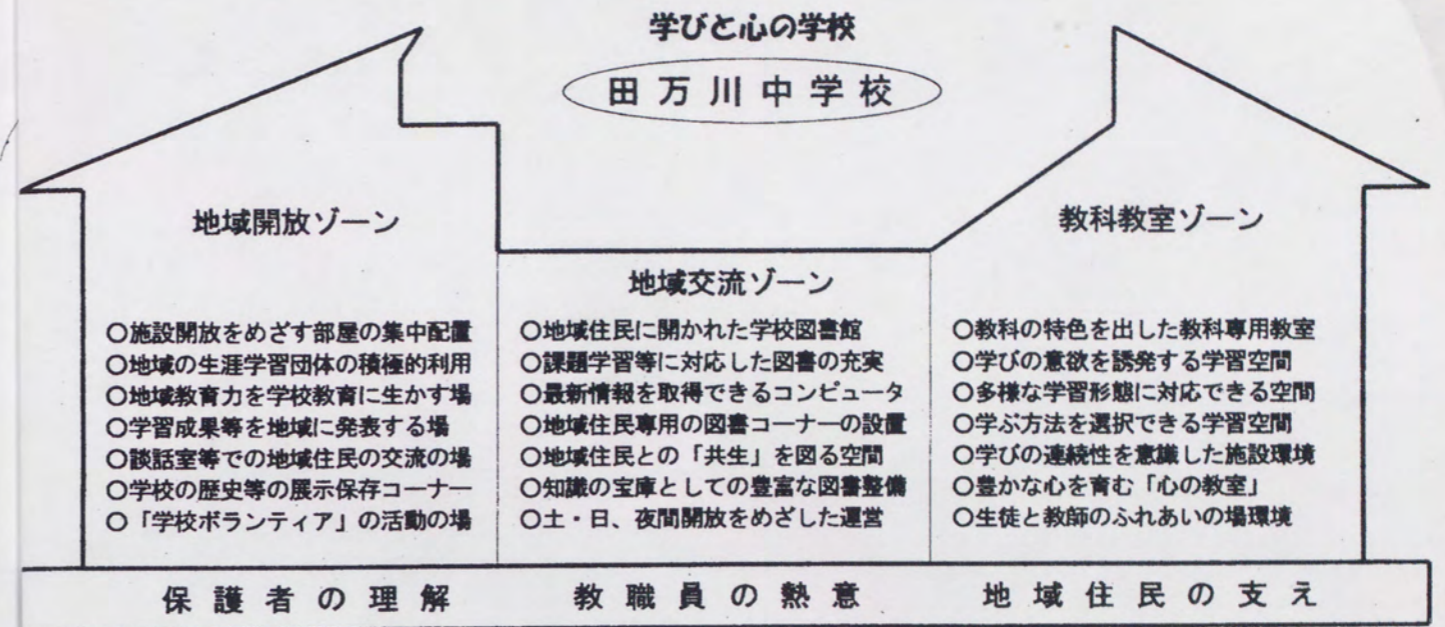 学びと心の学校
田万川中学校
地域開放ゾーン
○施設開放をめざす部屋の集中配置
○地域の生涯学習団体の積極的利用
○地域教育力を学校教育に生かす場
○学習成果等を地域に発表する場
○談話室等での地域住民の交流の場
○学校の歴史等の展示保存コーナー
○「学校ボランティア」の活動の場
地域交流ゾーン
○地域住民に開かれた学校図書館
○課題学習等に対応した図書の充実
○最新情報を取得できるコンピュータ
○地域住民専用の図書コーナーの設置
○地域住民との「共生」を図る空間
○知識の宝庫としての豊富な図書整備
○土・日、夜間開放をめざした運営
教科教室ゾーン
○教科の特色を出した教科専用教室
○学びの意欲を誘発する学習空間
○多様な学習形態に対応できる空間
○学ぶ方法を選択できる学習空間
○学びの連続性を意識した施設環境
○豊かな心を育む「心の教室」
○生徒と教師のふれあいの場環境
保護者の理解
教職員の熱意
地域住民の支え